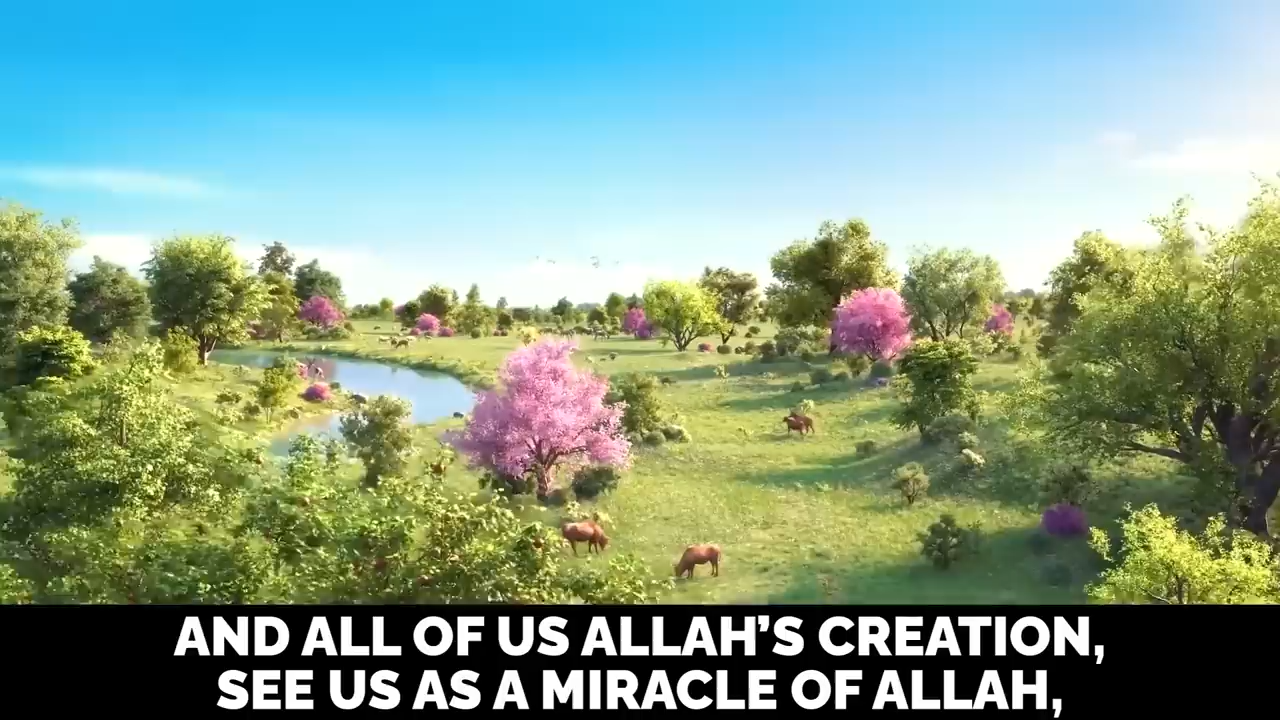 AND ALL OF US ALLAH’S CREATION,
SEE US AS A MIRACLE OF ALLAH,